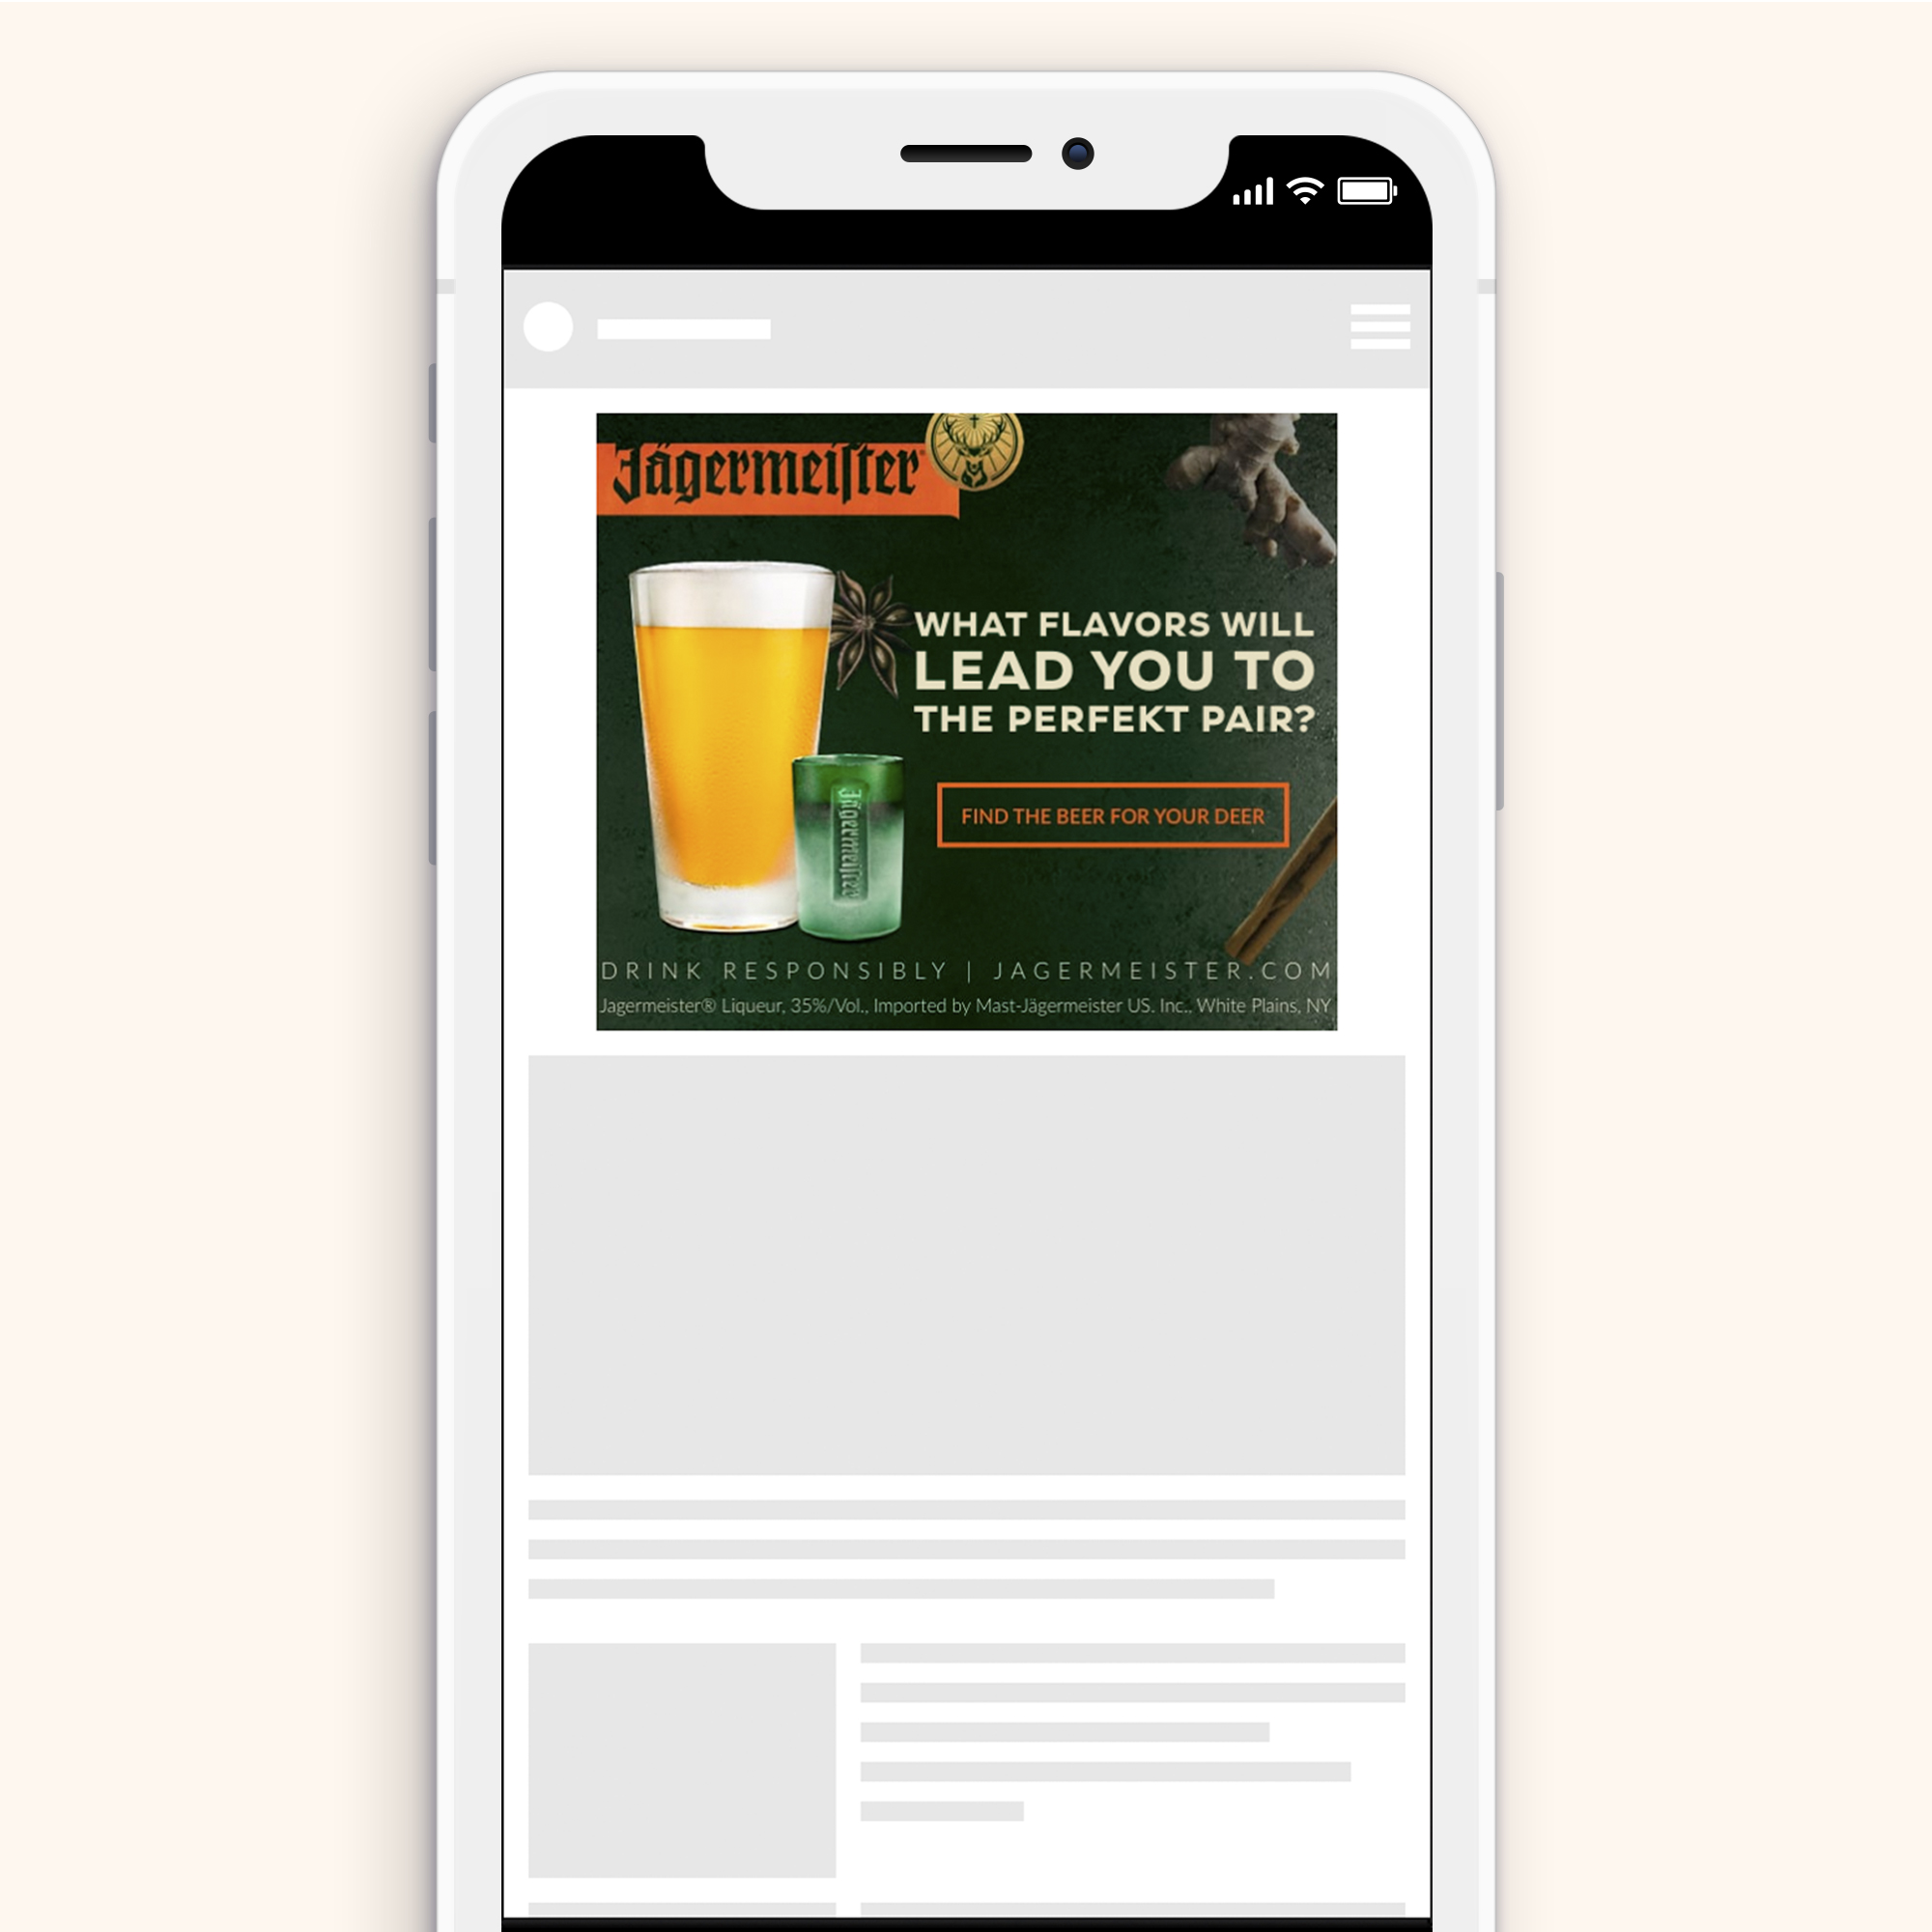 Jägermeiſter
WHAT FLAVORS WILL
LEAD YOU TO
THE PERFEKT PAIR?
Jägermeiſter
FIND THE BEER FOR YOUR DEER
DRINK RESPONSIBLY | JAGERMEISTER.COM
Jagermeister® Liqueur, 35%/Vol., Imported by Mast-Jägermeister US. Inc., White Plains, NY